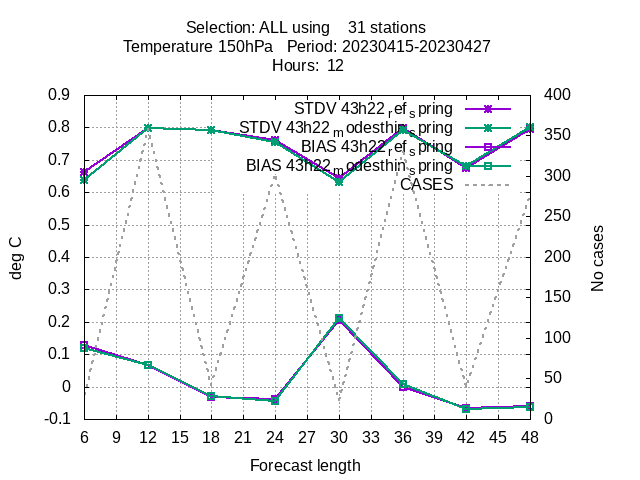 Selection: ALL using    31 stations
Temperature 150hPa   Period: 20230415-20230427
Hours:  12
STDV 43h22_ref_spring
STDV 43h22_modesthin_spring
BIAS 43h22_ref_spring
BIAS 43h22_modesthin_spring
CASES
0.9
0.8
0.7
0.6
0.5
0.4
0.3
0.2
0.1
0
-0.1
deg C
400
350
300
250
200
150
100
50
0
No cases
6 9 12 15 18 21 24 27 30 33 36 39 42 45 48
Forecast length